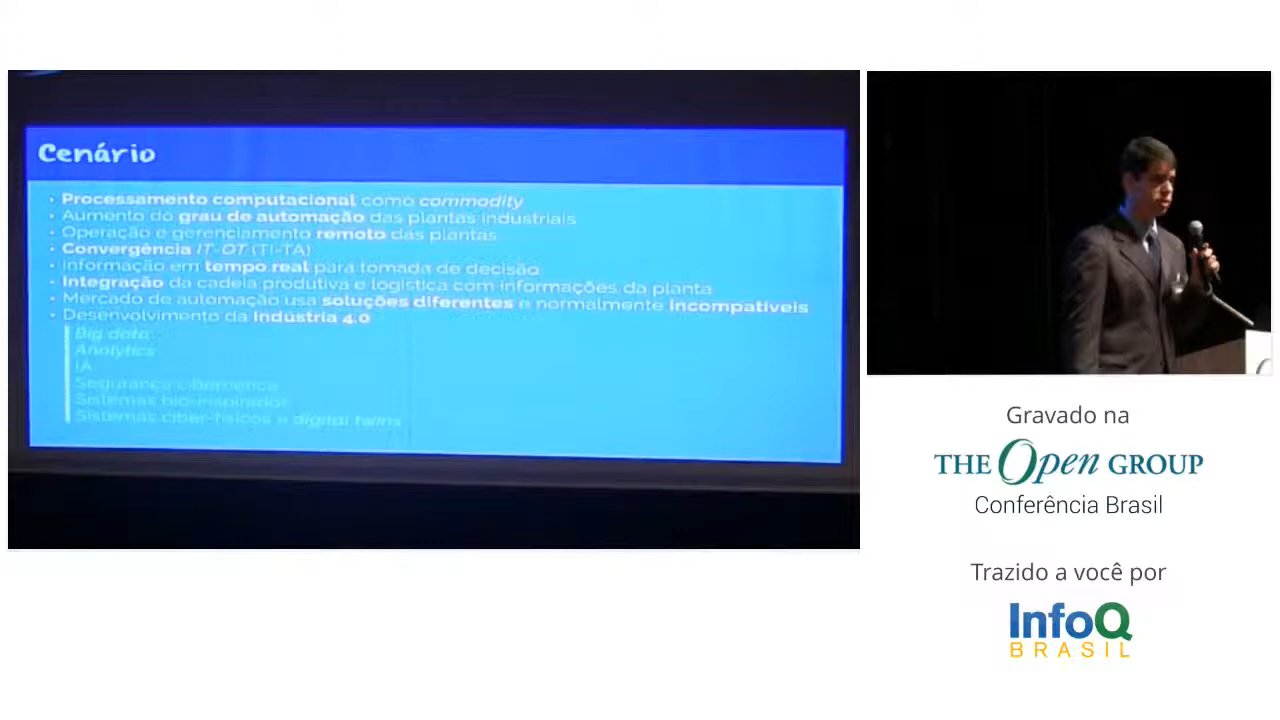 Cenário
• Processamento computacional como commodity
• Aumento do grau de automação das plantas industriais
• Operação e gerenciamento remoto das plantas
• Convergência IT-OT (TI-TA)
• Informação em tempo real para tomada de decisão
• Integração da cadeia produtiva e logística com informações da planta
• Mercado de automação usa soluções diferentes e normalmente incompatíveis
• Desenvolvimento da Indústria 4.0
Big data
Analytics
IA
Segurança cibernética
Sistemas bio-inspirados
Sistemas ciber-físicos e digital twins
Gravado na
THE Open GROUP
Conferência Brasil
Trazido a você por
InfoQ
BRASIL